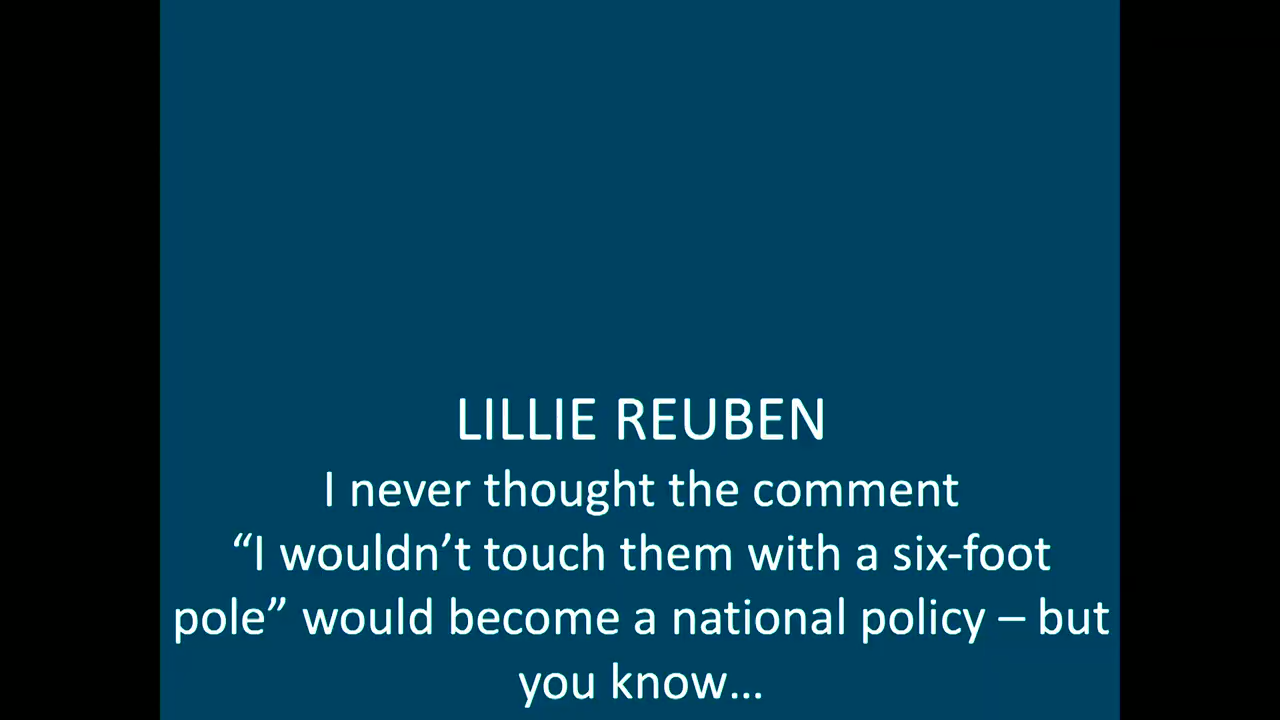 LILLIE REUBEN
I never thought the comment
“I wouldn’t touch them with a six-foot
pole” would become a national policy – but
you know…